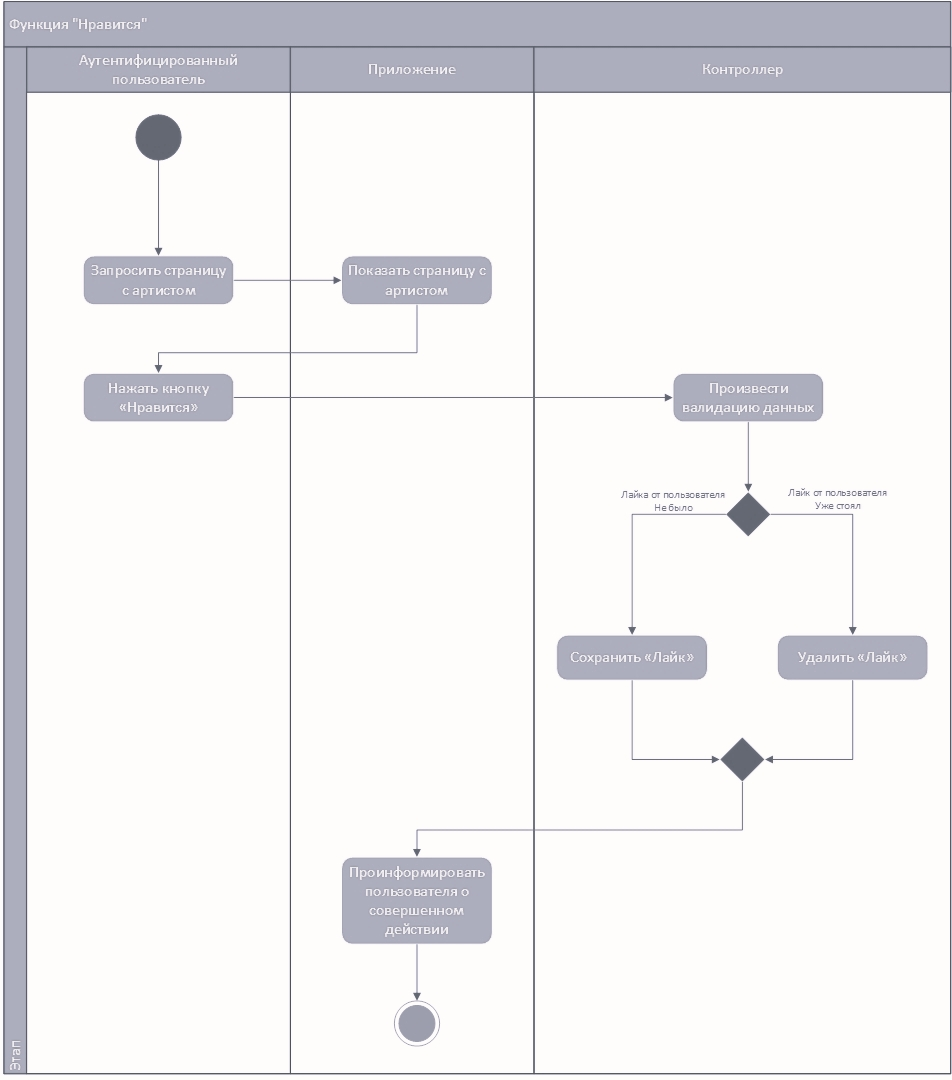 Функция "Нравится"
Аутентифицированный
пользователь
Приложение
Контроллер
Запросить страницу
с артистом
Показать страницу с
артистом
Нажать кнопку
«Нравится»
Произвести
валидацию данных
Лайка от пользователя
Не было
Лайк от пользователя
Уже стоял
Сохранить «Лайк»
Удалить «Лайк»
Проинформировать
пользователя о
совершенном
действии
Этап